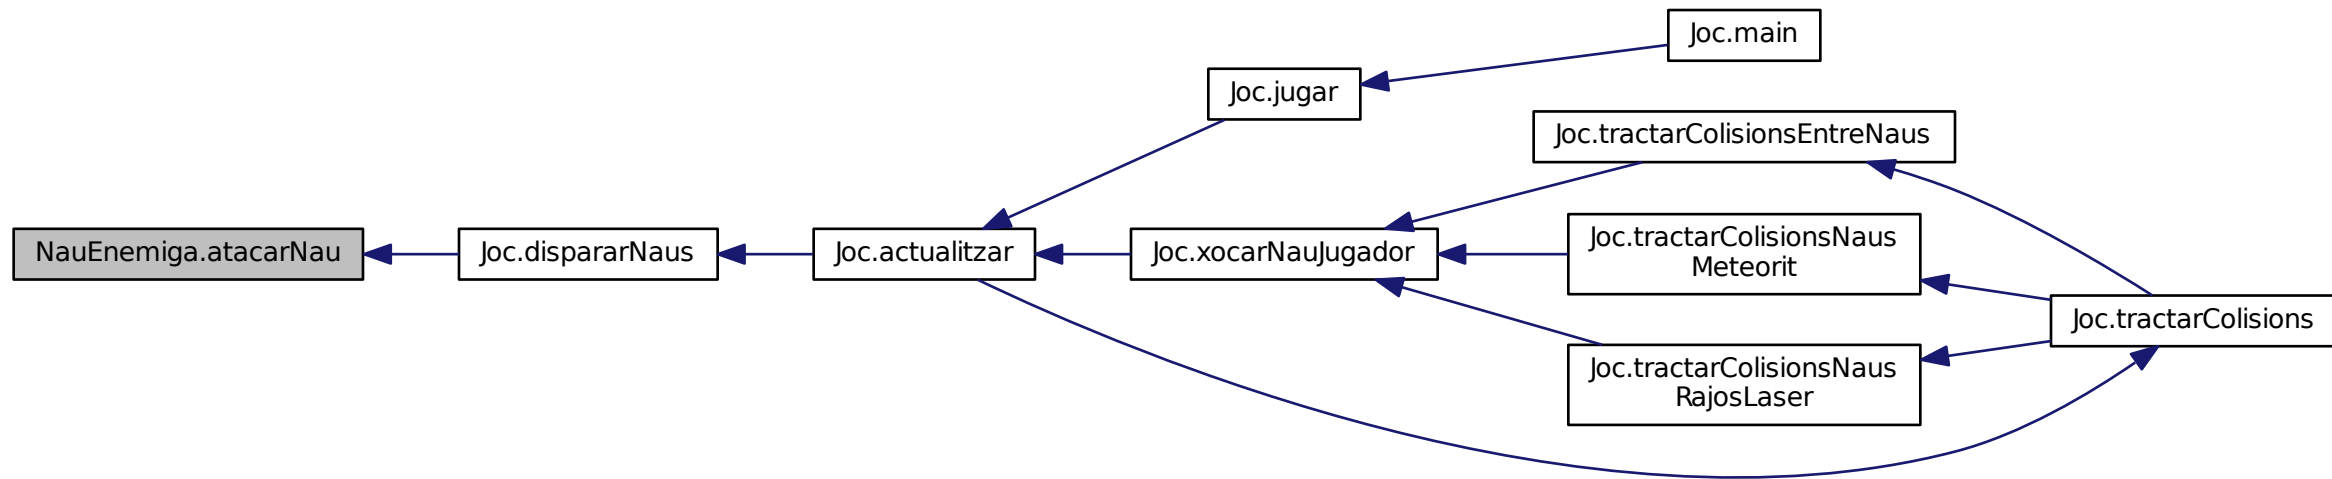 Joc.main
Joc.jugar
Joc.tractarColisionsEntreNaus
NauEnemiga.atacarNau
Joc.dispararNaus
Joc.actualitzar
Joc.xocarNauJugador
Joc.tractarColisionsNaus
Meteorit
Joc.tractarColisions
Joc.tractarColisionsNaus
RajosLaser